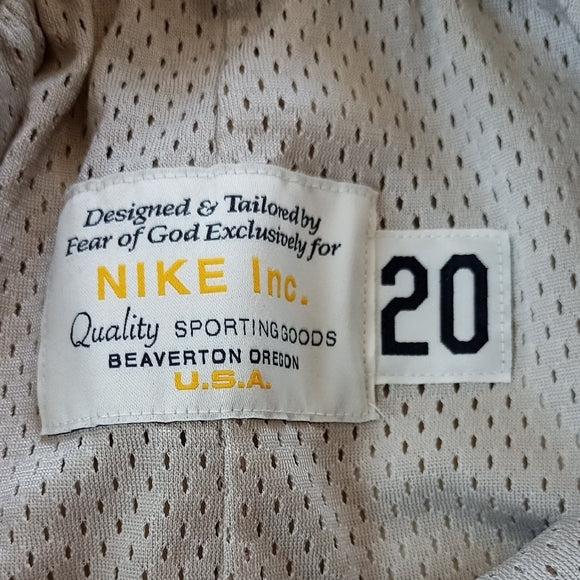 Designed & Tailored by
Fear of God Exclusively for
NIKE Inc.
Quality SPORTING GOODS
BEAVERTON OREGON
U.S.A.
20